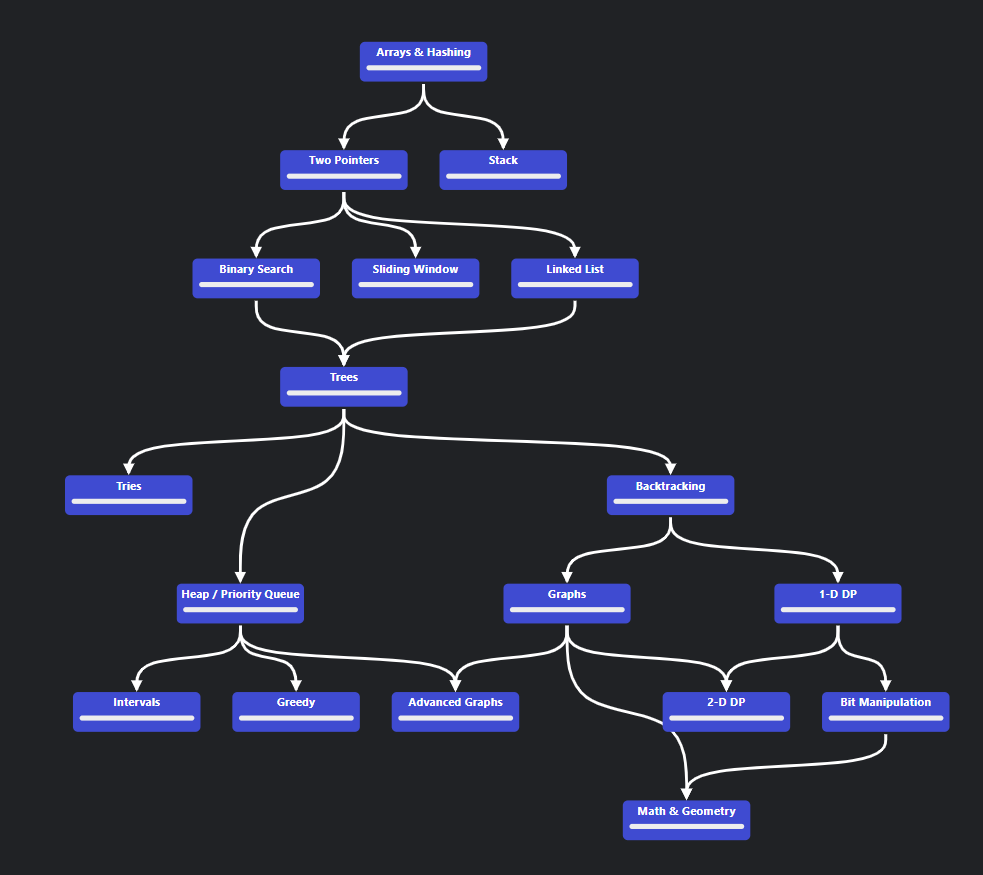 Arrays & Hashing
Two Pointers
Stack
Binary Search
Sliding Window
Linked List
Trees
Tries
Backtracking
Heap / Priority Queue
Graphs
1-D DP
Intervals
Greedy
Advanced Graphs
2-D DP
Bit Manipulation
Math & Geometry